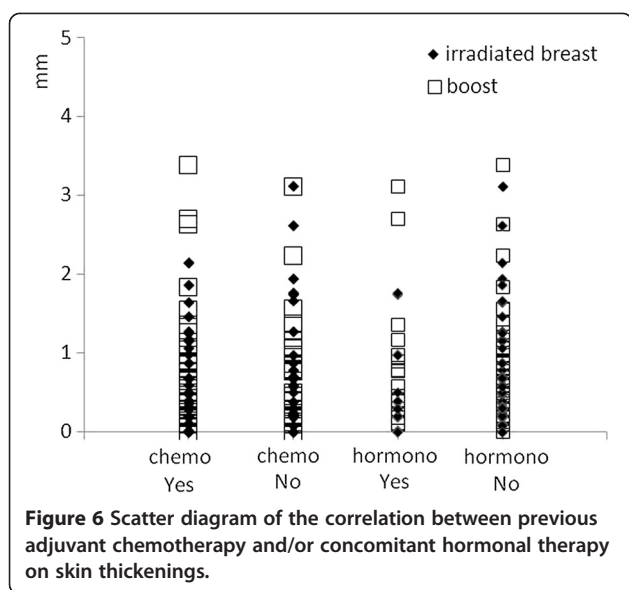 5
4
3
2
1
0
mm
irradiated breast
boost
chemo Yes
chemo No
hormono Yes
hormono No
Figure 6 Scatter diagram of the correlation between previous
adjuvant chemotherapy and/or concomitant hormonal therapy
on skin thickenings.